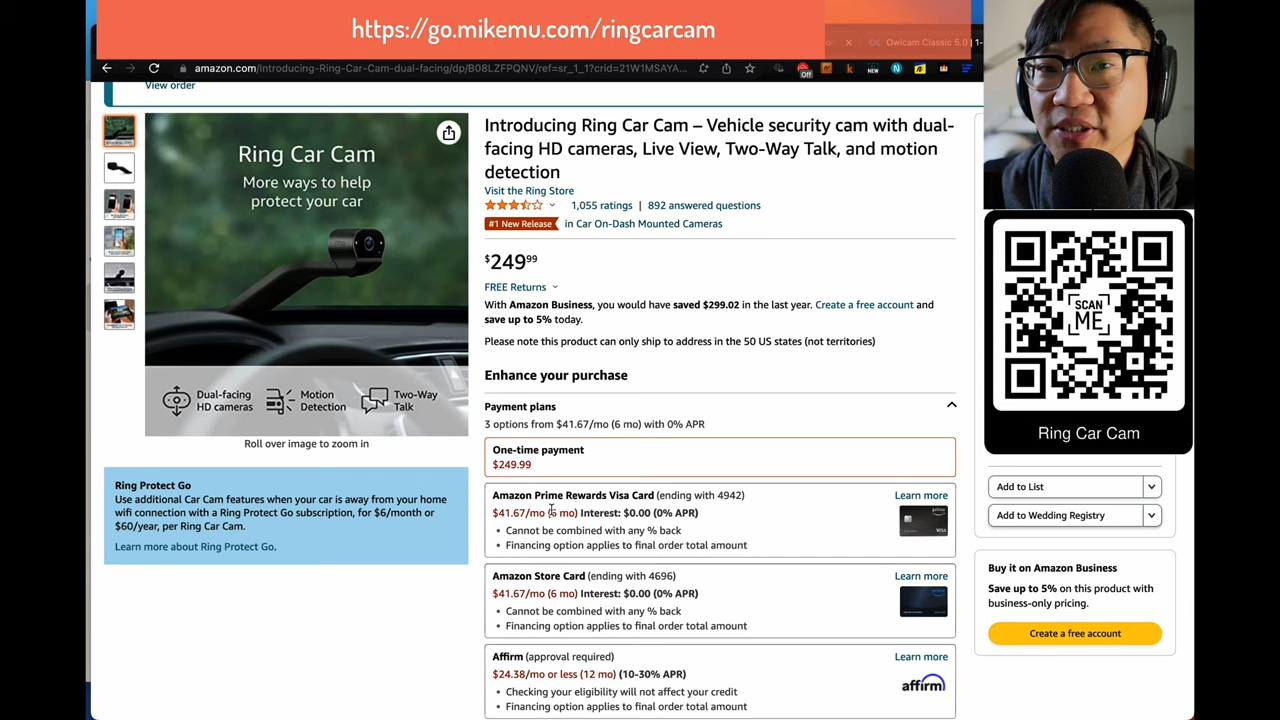 https://go.mikemu.com/ringcarcam
Owlcam Classic 5.0 | 1-
amazon.com/Introducing-Ring-Car-Cam-dual-facing/dp/B08LZFPQNV/ref=sr_1_1?crid=21W1MSAYA...
Off
NEW
View order
Ring Car Cam
More ways to help
protect your car
Dual-facing
HD cameras
Motion
Detection
Two-Way
Talk
Roll over image to zoom in
Ring Protect Go
Use additional Car Cam features when your car is away from your home
wifi connection with a Ring Protect Go subscription, for $6/month or
$60/year, per Ring Car Cam.
Learn more about Ring Protect Go.
Introducing Ring Car Cam – Vehicle security cam with dual-
facing HD cameras, Live View, Two-Way Talk, and motion
detection
Visit the Ring Store
1,055 ratings | 892 answered questions
#1 New Release in Car On-Dash Mounted Cameras
$249.99
FREE Returns
With Amazon Business, you would have saved $299.02 in the last year. Create a free account and
save up to 5% today.
Please note this product can only ship to address in the 50 US states (not territories)
Enhance your purchase
Payment plans
3 options from $41.67/mo (6 mo) with 0% APR
One-time payment
$249.99
Amazon Prime Rewards Visa Card (ending with 4942)
Learn more
$41.67/mo (6 mo) Interest: $0.00 (0% APR)
• Cannot be combined with any % back
• Financing option applies to final order total amount
prime
VISA
Amazon Store Card (ending with 4696)
Learn more
$41.67/mo (6 mo) Interest: $0.00 (0% APR)
• Cannot be combined with any % back
• Financing option applies to final order total amount
prime
Affirm (approval required)
Learn more
$24.38/mo or less (12 mo) (10-30% APR)
• Checking your eligibility will not affect your credit
• Financing option applies to final order total amount
affirm
SCAN
ME
Ring Car Cam
Add to List
Add to Wedding Registry
Buy it on Amazon Business
Save up to 5% on this product with
business-only pricing.
Create a free account